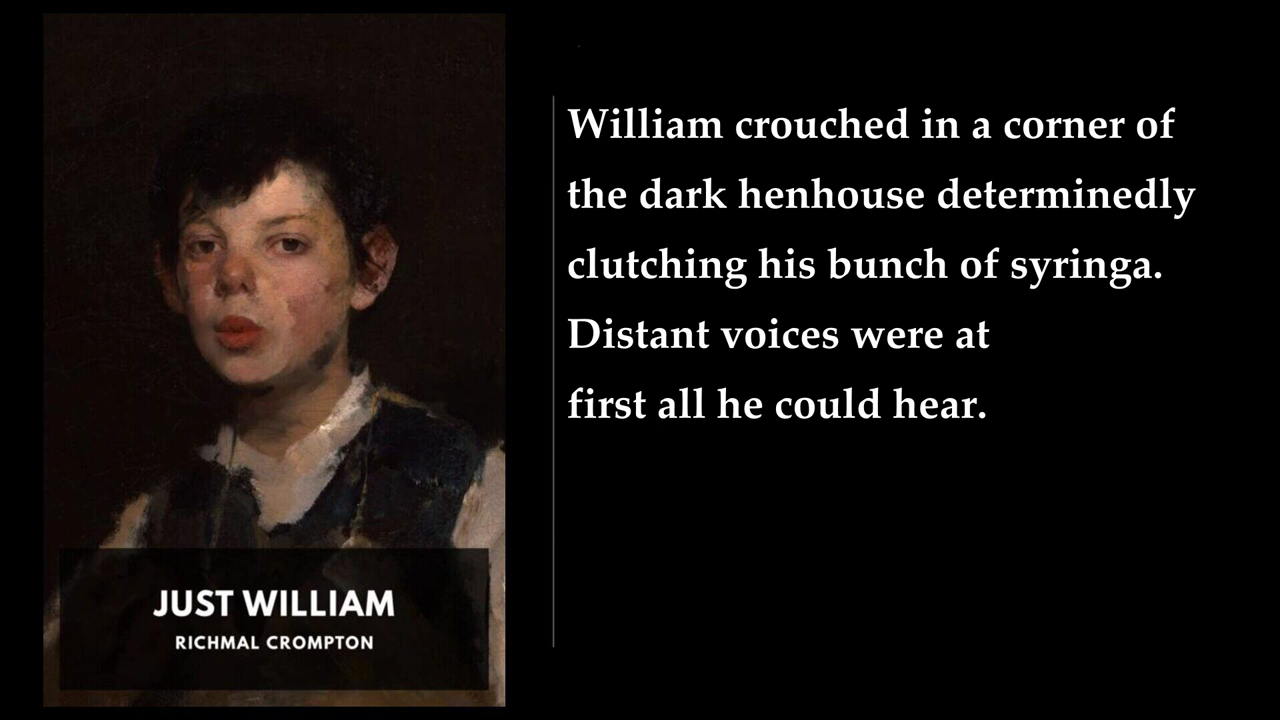 JUST WILLIAM
RICHMAL CROMPTON
William crouched in a corner of
the dark henhouse determinedly
clutching his bunch of syringa.
Distant voices were at
first all he could hear.